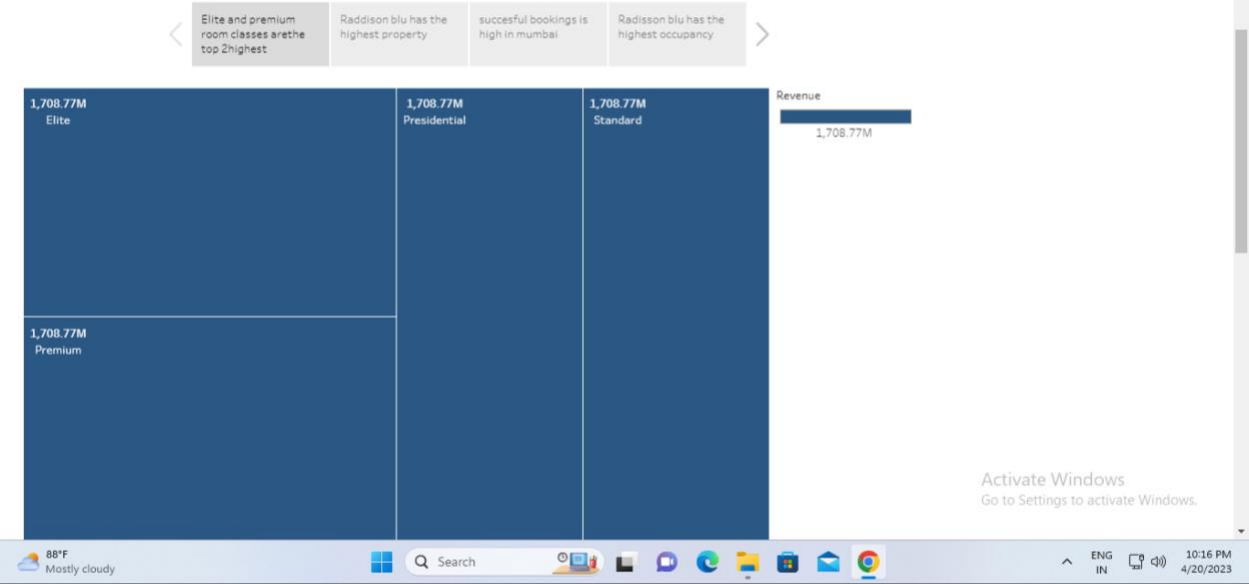 Elite and premium
room classes arethe
top 2highest
Raddison blu has the
highest property
succesful bookings is
high in mumbai
Radisson blu has the
highest occupancy
1,708.77M
Elite
1,708.77M
Presidential
1,708.77M
Standard
Revenue
1,708.77M
1,708.77M
Premium
Activate Windows
Go to Settings to activate Windows.
88°F
Mostly cloudy
Search
ENG
IN
10:16 PM
4/20/2023